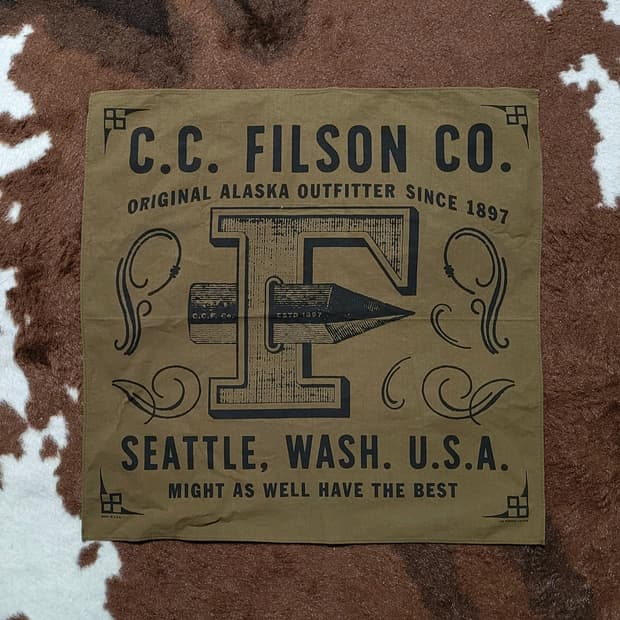 C.C. FILSON CO.
ORIGINAL ALASKA OUTFITTER SINCE 1897
F
C.C.F. Co. ESTD 1897
SEATTLE, WASH. U.S.A.
MIGHT AS WELL HAVE THE BEST